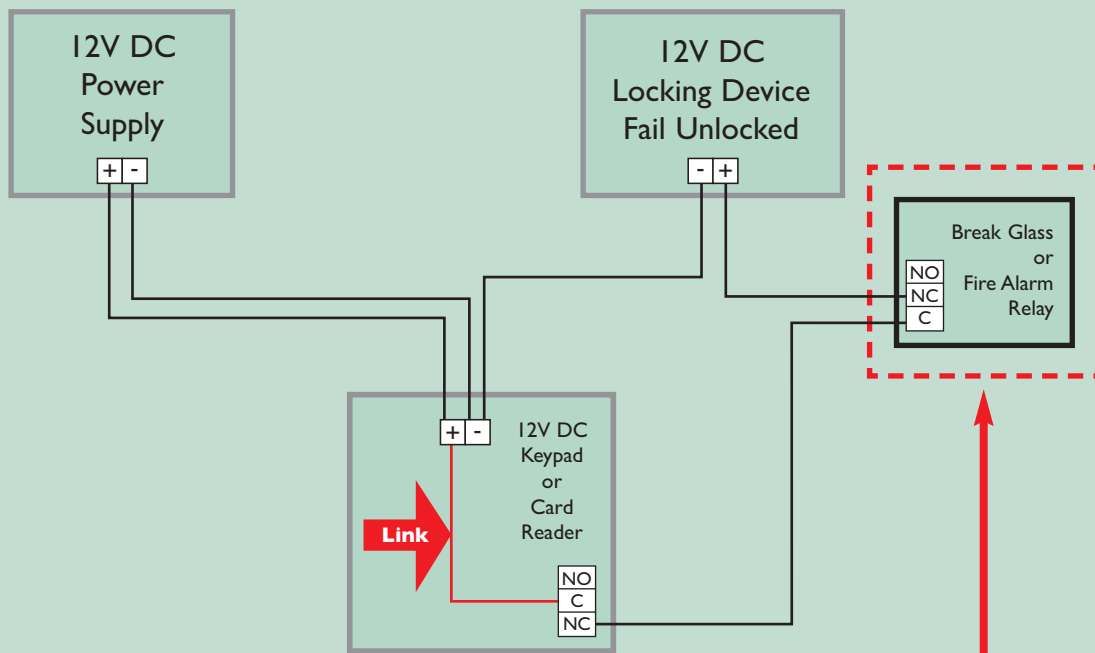 12V DC
Power
Supply
+ -
12V DC
Locking Device
Fail Unlocked
- +
Break Glass
or
Fire Alarm
Relay
NO
NC
C
+ -
12V DC
Keypad
or
Card
Reader
Link
NO
C
NC